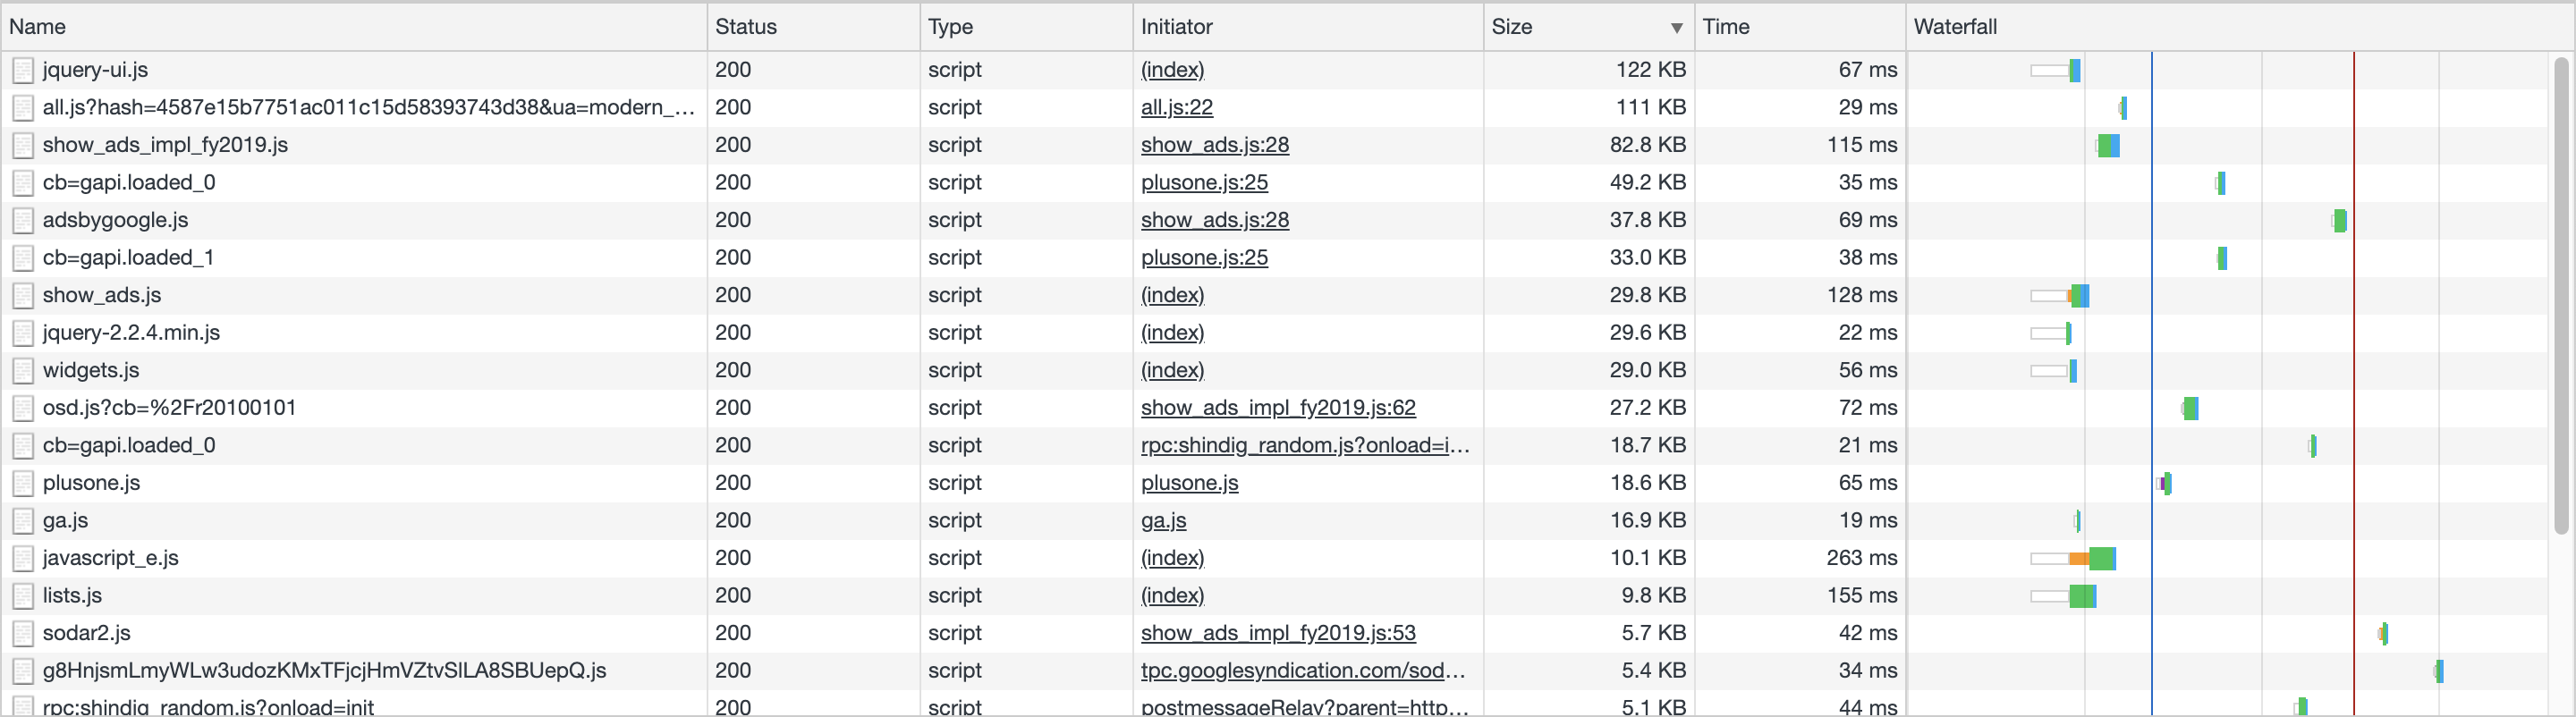 Name Status Type Initiator Size ▼ Time Waterfall
jquery-ui.js 200 script (index) 122 KB 67 ms
all.js?hash=4587e15b7751ac011c15d58393743d38&ua=modern_... 200 script all.js:22 111 KB 29 ms
show_ads_impl_fy2019.js 200 script show_ads.js:28 82.8 KB 115 ms
cb=gapi.loaded_0 200 script plusone.js:25 49.2 KB 35 ms
adsbygoogle.js 200 script show_ads.js:28 37.8 KB 69 ms
cb=gapi.loaded_1 200 script plusone.js:25 33.0 KB 38 ms
show_ads.js 200 script (index) 29.8 KB 128 ms
jquery-2.2.4.min.js 200 script (index) 29.6 KB 22 ms
widgets.js 200 script (index) 29.0 KB 56 ms
osd.js?cb=%2Fr20100101 200 script show_ads_impl_fy2019.js:62 27.2 KB 72 ms
cb=gapi.loaded_0 200 script rpc:shindig_random.js?onload=i... 18.7 KB 21 ms
plusone.js 200 script plusone.js 18.6 KB 65 ms
ga.js 200 script ga.js 16.9 KB 19 ms
javascript_e.js 200 script (index) 10.1 KB 263 ms
lists.js 200 script (index) 9.8 KB 155 ms
sodar2.js 200 script show_ads_impl_fy2019.js:53 5.7 KB 42 ms
g8HnjsmLmyWLw3udozKMxTFjcjHmVZtvSlLA8SBUepQ.js 200 script tpc.googlesyndication.com/sod... 5.4 KB 34 ms
rpc:shindig_random.js?onload=init 200 script postmessageRelay?parent=http... 5.1 KB 44 ms